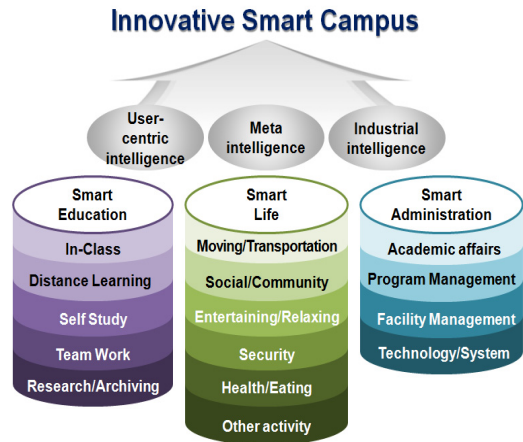 Innovative Smart Campus
User-
centric
intelligence
Meta
intelligence
Industrial
intelligence
Smart
Education
In-Class
Distance Learning
Self Study
Team Work
Research/Archiving
Smart
Life
Moving/Transportation
Social/Community
Entertaining/Relaxing
Security
Health/Eating
Other activity
Smart
Administration
Academic affairs
Program Management
Facility Management
Technology/System